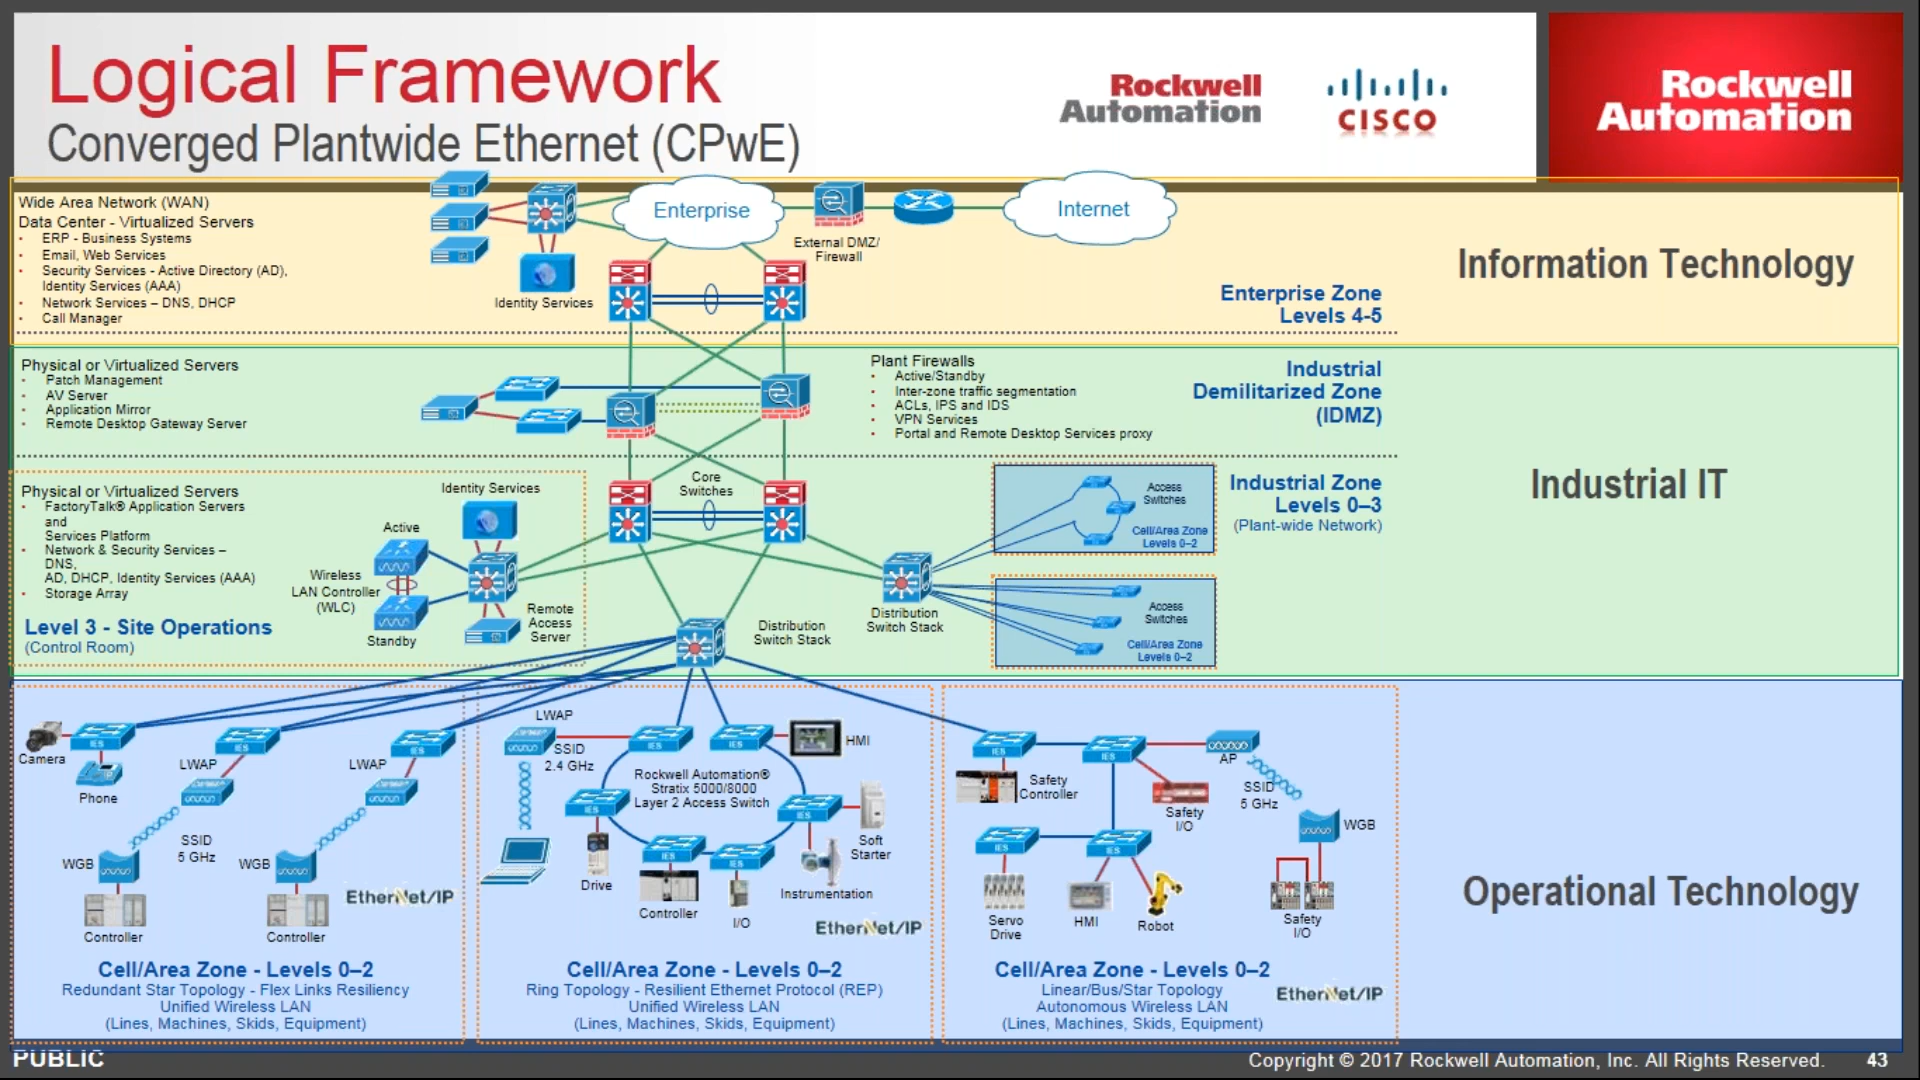 Logical Framework
Converged Plantwide Ethernet (CPwE)
Rockwell
Automation
CISCO
Rockwell
Automation
Wide Area Network (WAN)
Data Center - Virtualized Servers
• ERP - Business Systems
• Email, Web Services
• Security Services - Active Directory (AD),
Identity Services (AAA)
• Network Services – DNS, DHCP
• Call Manager
Identity Services
Enterprise
External DMZ/
Firewall
Internet
Enterprise Zone
Levels 4-5
Information Technology
Physical or Virtualized Servers
• Patch Management
• AV Server
• Application Mirror
• Remote Desktop Gateway Server
Plant Firewalls
• Active/Standby
• Inter-zone traffic segmentation
• ACLs, IPS and IDS
• VPN Services
• Portal and Remote Desktop Services proxy
Industrial
Demilitarized Zone
(IDMZ)
Industrial IT
Physical or Virtualized Servers
• FactoryTalk® Application Servers
and
Services Platform
• Network & Security Services –
DNS,
AD, DHCP, Identity Services (AAA)
• Storage Array
Level 3 - Site Operations
(Control Room)
Identity Services
Active
Wireless
LAN Controller
(WLC)
Standby
Remote
Access
Server
Core
Switches
Distribution
Switch Stack
Distribution
Switch Stack
Access
Switches
Cell/Area Zone
Levels 0–2
Access
Switches
Cell/Area Zone
Levels 0–2
Industrial Zone
Levels 0–3
(Plant-wide Network)
Camera
IES
Phone
IES
LWAP
IES
LWAP
SSID
5 GHz
WGB
WGB
Controller
Controller
EtherNet/IP
Cell/Area Zone - Levels 0–2
Redundant Star Topology - Flex Links Resiliency
Unified Wireless LAN
(Lines, Machines, Skids, Equipment)
LWAP
SSID
2.4 GHz
IES
IES
HMI
Rockwell Automation®
Stratix 5000/8000
Layer 2 Access Switch
IES
IES
Soft
Starter
IES
IES
Drive
Controller
I/O
Instrumentation
EtherNet/IP
Cell/Area Zone - Levels 0–2
Ring Topology - Resilient Ethernet Protocol (REP)
Unified Wireless LAN
(Lines, Machines, Skids, Equipment)
IES
IES
AP
Safety
Controller
Safety
I/O
SSID
5 GHz
WGB
IES
IES
Servo
Drive
HMI
Robot
Safety
I/O
Cell/Area Zone - Levels 0–2
Linear/Bus/Star Topology
Autonomous Wireless LAN
(Lines, Machines, Skids, Equipment)
EtherNet/IP
Operational Technology
PUBLIC
Copyright © 2017 Rockwell Automation, Inc. All Rights Reserved.
43